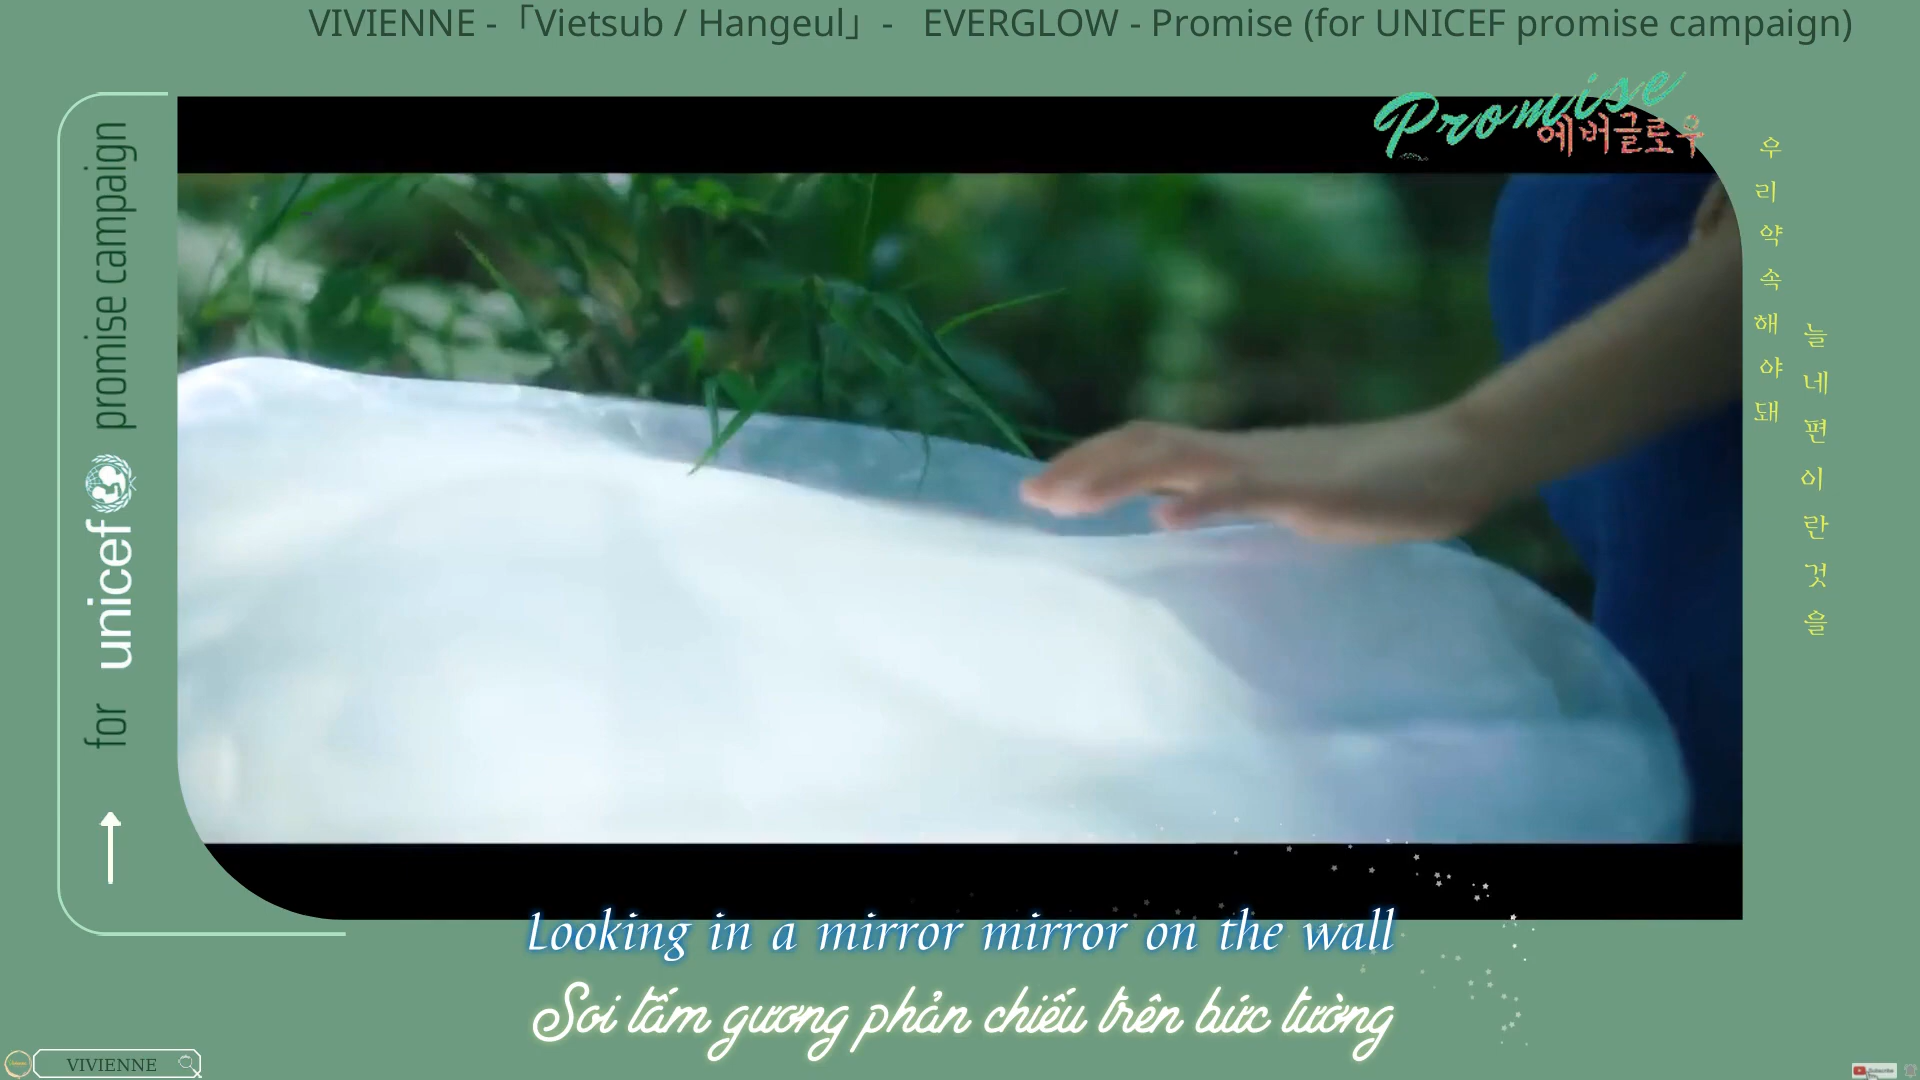 VIVIENNE -「Vietsub / Hangeul」- EVERGLOW - Promise (for UNICEF promise campaign)
Promise
에버글로우
for unicef promise campaign
우리약속해야돼
늘네편이란것을
Looking in a mirror mirror on the wall
Soi tấm gương phản chiếu trên bức tường
VIVIENNE
Subscribe